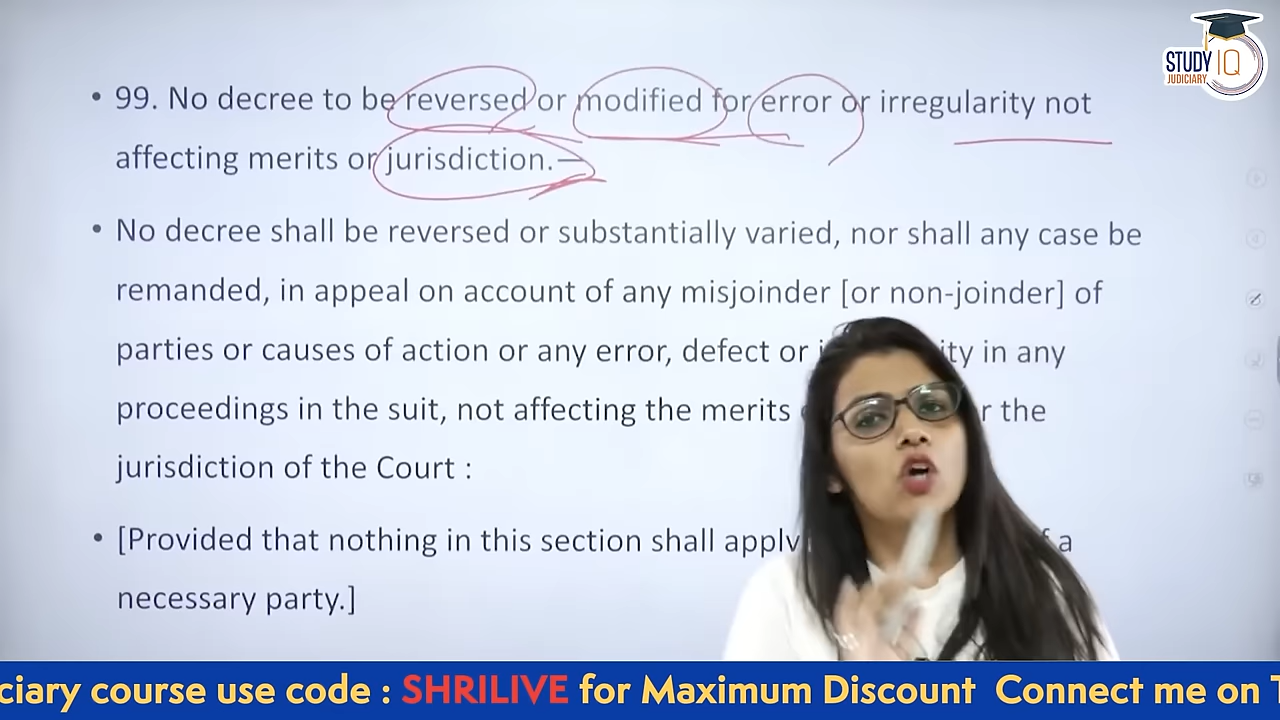 STUDY IQ
JUDICIARY
• 99. No decree to be reversed or modified for error or irregularity not
affecting merits or jurisdiction.—
• No decree shall be reversed or substantially varied, nor shall any case be
remanded, in appeal on account of any misjoinder [or non-joinder] of
parties or causes of action or any error, defect or ity in any
proceedings in the suit, not affecting the merits r the
jurisdiction of the Court :
• [Provided that nothing in this section shall apply a
necessary party.]
ciary course use code : SHRILIVE for Maximum Discount Connect me on T